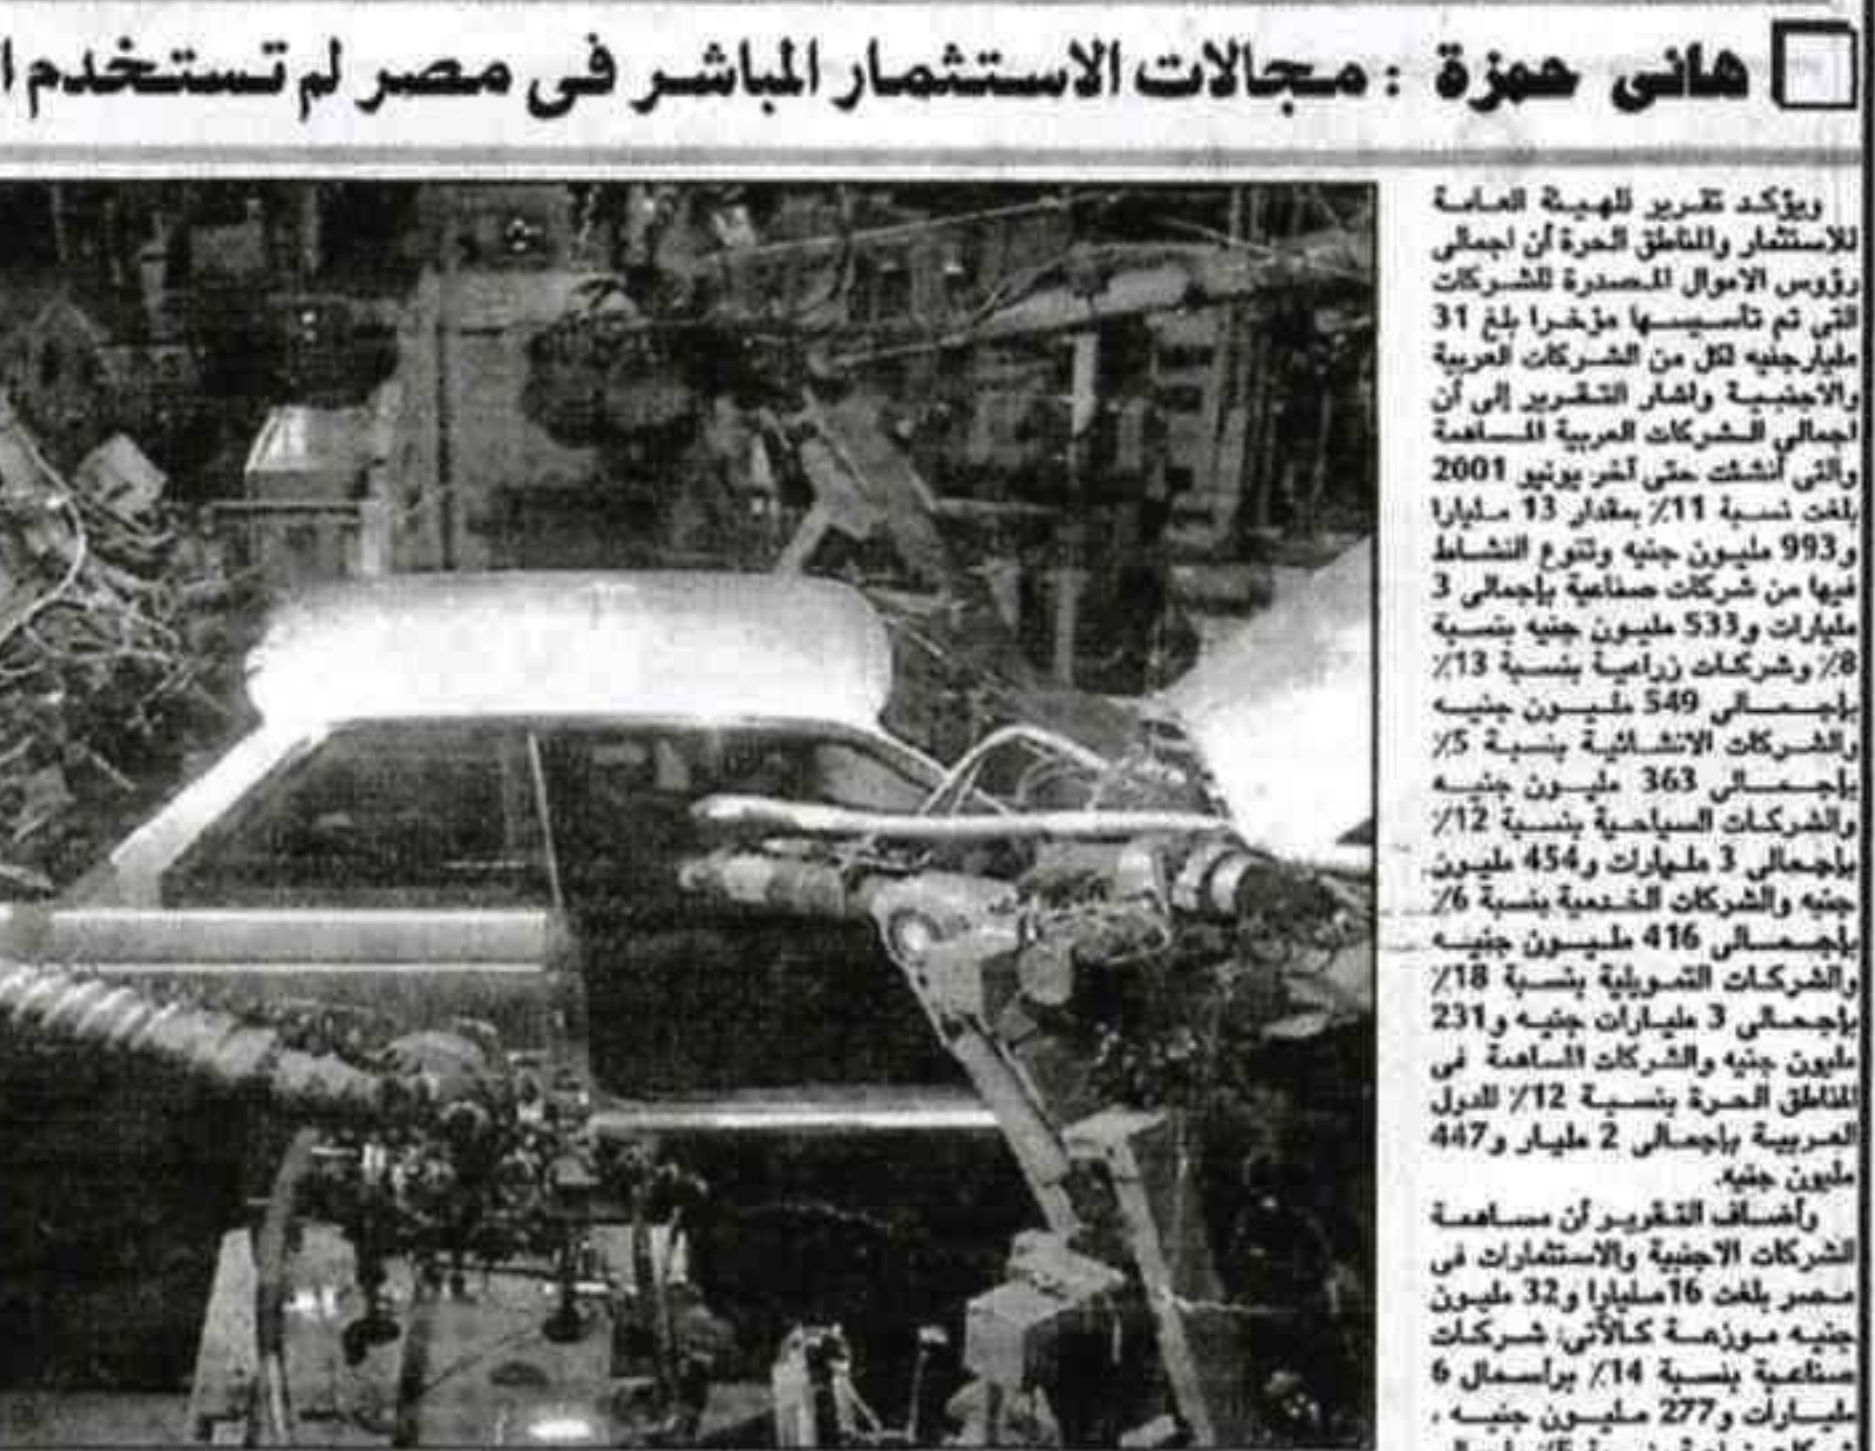 هانى حمزة : مجالات الاستثمار المباشر فى مصر لم تستخدم
ويؤكد تقرير للهيئة العامة
للاستثمار والمناطق الحرة أن اجمالى
رؤوس الاموال المصدرة للشركات
التي تم تأسيسها مؤخرا بلغ 31
مليار جنيه لكل من الشركات العربية
والاجنبية واشار التقرير إلى أن
اجمالي الشركات العربية المساهمة
والتى أنشئت حتى آخر يونيو 2001
بلغت نسبة 11٪ بمقدار 13 مليارا
و993 مليون جنيه وتنوع النشاط
فيها من شركات صناعية بإجمالى 3
مليارات و533 مليون جنيه بنسبة
8٪ وشركات زراعية بنسبة 13٪
بإجمالى 549 مليون جنيه
والشركات الانشائية بنسبة 5٪
بإجمالى 363 مليون جنيه
والشركات السياحية بنسبة 12٪
بإجمالى 3 مليارات و454 مليون
جنيه والشركات الخدمية بنسبة 6٪
بإجمالى 416 مليون جنيه
والشركات التمويلية بنسبة 18٪
بإجمالى 3 مليارات جنيه و231
مليون جنيه والشركات المساهمة فى
المناطق الحرة بنسبة 12٪ للدول
العربية بإجمالى 2 مليار و447
مليون جنيه.
وأضاف التقرير أن مساهمة
الشركات الاجنبية والاستثمارات فى
مصر بلغت 16 مليارا و32 مليون
جنيه موزعة كالآتى: شركات
صناعية بنسبة 14٪ برأسمال 6
مليارات و277 مليون جنيه ،